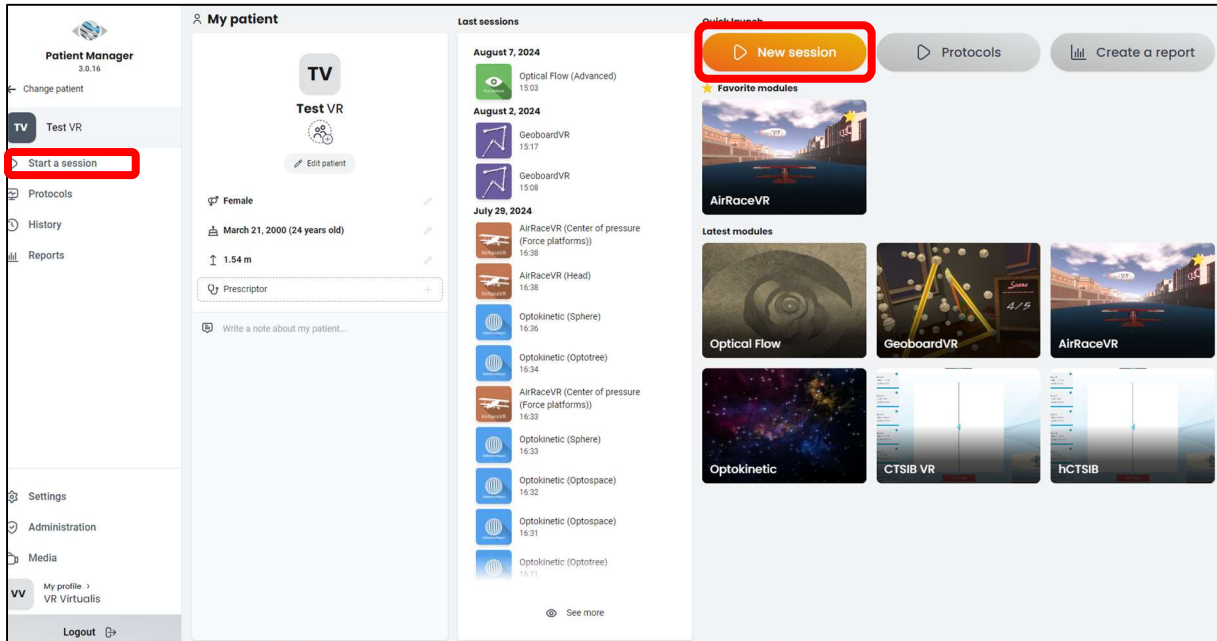 Patient Manager
3.0.16
Change patient
TV
Test VR
Start a session
Protocols
History
Reports
Settings
Administration
Media
VV
My profile >
VR Virtualis
Logout
My patient
TV
Test VR
Edit patient
Female
March 21, 2000 (24 years old)
1.54 m
Prescriptor
Write a note about my patient...
Last sessions
August 7, 2024
Optical Flow (Advanced)
15:03
August 2, 2024
GeoboardVR
15:17
GeoboardVR
15:08
July 29, 2024
AirRaceVR (Center of pressure
(Force platforms))
16:38
AirRaceVR (Head)
16:38
Optokinetic (Sphere)
16:36
Optokinetic (Optotree)
16:34
AirRaceVR (Center of pressure
(Force platforms))
16:33
Optokinetic (Sphere)
16:33
Optokinetic (Optospace)
16:32
Optokinetic (Optospace)
16:31
Optokinetic (Optotree)
16:11
See more
Quick launch
New session
Protocols
Create a report
Favorite modules
AirRaceVR
Latest modules
Optical Flow
Score
4/5
GeoboardVR
AirRaceVR
Optokinetic
CTSIB VR
hCTSIB